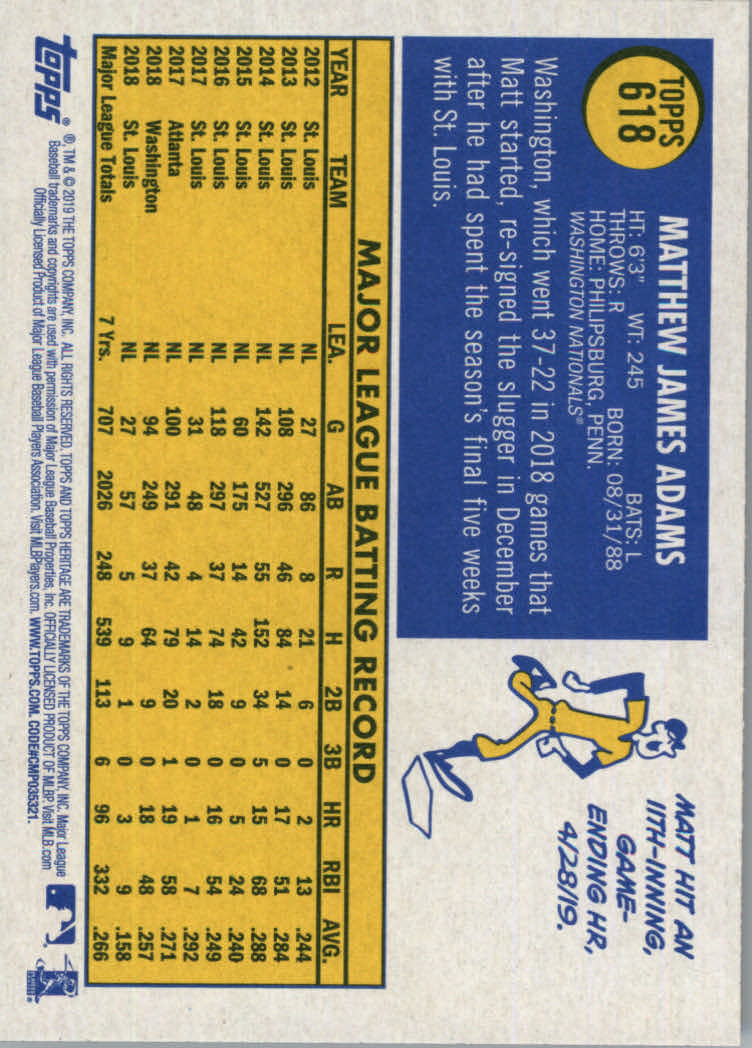 TOPPS
618
MATTHEW JAMES ADAMS
HT: 6'3" WT: 245 BATS: L
THROWS: R BORN: 08/31/88
HOME: PHILIPSBURG, PENN.
WASHINGTON NATIONALS®
Washington, which went 37-22 in 2018 games that
Matt started, re-signed the slugger in December
after he had spent the season's final five weeks
with St. Louis.
MATT HIT AN
11TH-INNING,
GAME-
ENDING HR,
4/28/19.
MAJOR LEAGUE BATTING RECORD
YEAR TEAM LEA. G AB R H 2B 3B HR RBI AVG.
2012 St. Louis NL 27 86 8 21 6 0 2 13 .244
2013 St. Louis NL 108 296 46 84 14 0 17 51 .284
2014 St. Louis NL 142 527 55 152 34 5 15 68 .288
2015 St. Louis NL 60 175 14 42 9 0 5 24 .240
2016 St. Louis NL 118 297 37 74 18 0 16 54 .249
2017 St. Louis NL 31 48 4 14 2 0 1 7 .292
2017 Atlanta NL 100 291 42 79 20 1 19 58 .271
2018 Washington NL 94 249 37 64 9 0 18 48 .257
2018 St. Louis NL 27 57 5 9 1 0 3 9 .158
Major League Totals 7 Yrs. 707 2026 248 539 113 6 96 332 .266
topps®
®, TM & © 2019 THE TOPPS COMPANY, INC. ALL RIGHTS RESERVED. TOPPS AND TOPPS HERITAGE ARE TRADEMARKS OF THE TOPPS COMPANY, INC. Major League
Baseball trademarks and copyrights are used with permission of Major League Baseball Properties, Inc. OFFICIALLY LICENSED PRODUCT OF MLBP. Visit MLB.com
Officially Licensed Product of Major League Baseball Players Association. Visit MLBPlayers.com. WWW.TOPPS.COM. CODE#CMP035321.